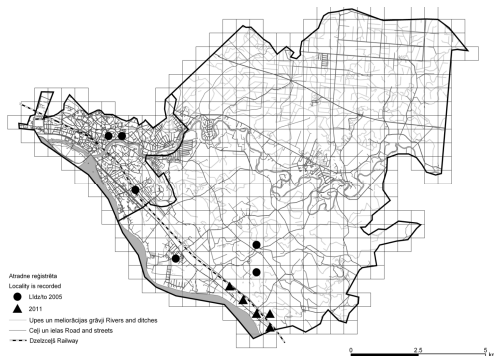 Atradne reģistrēta
Locality is recorded
Līdz/to 2005
2011
Upes un meliorācijas grāvji Rivers and ditches
Ceļi un ielas Road and streets
Dzelzceļš Railway
0 2.5 5